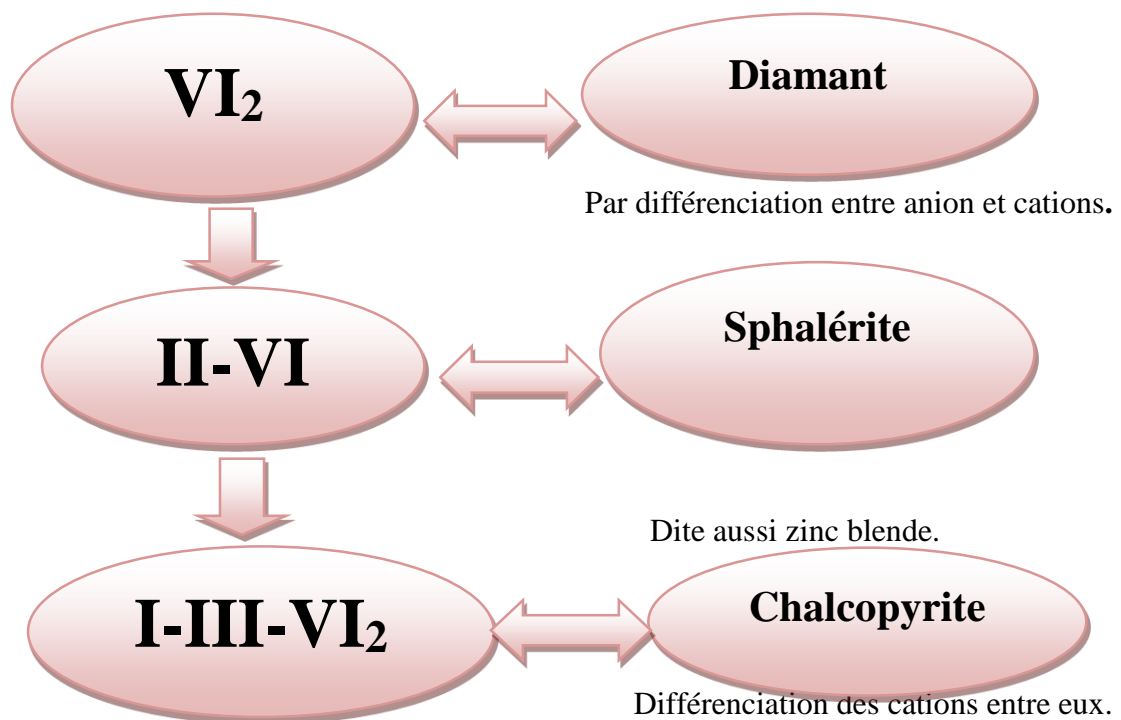 VI₂
Diamant
Par différenciation entre anion et cations.
II-VI
Sphalérite
Dite aussi zinc blende.
I-III-VI₂
Chalcopyrite
Différenciation des cations entre eux.